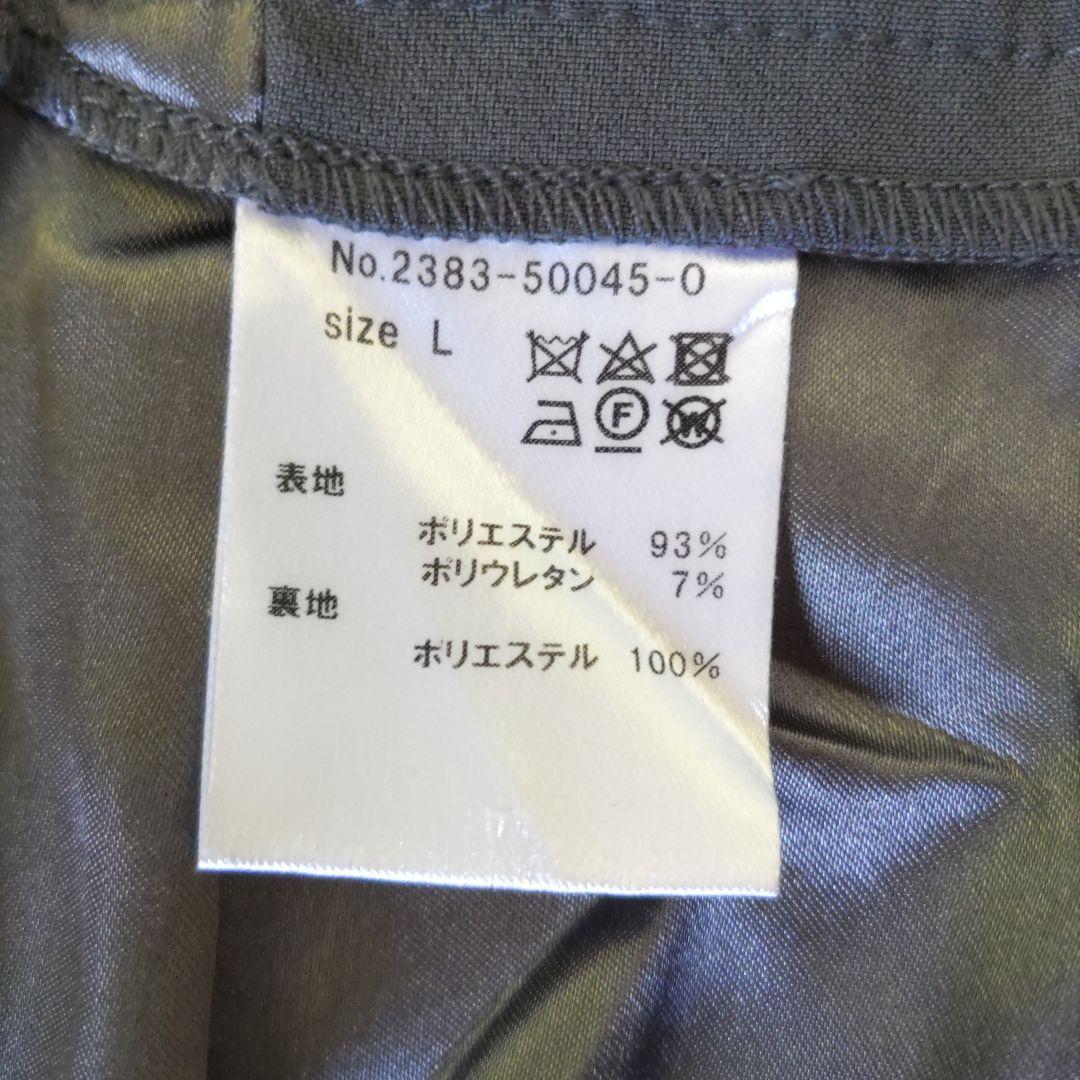 No.2383-50045-0
size L
F
W
表地
ポリエステル 93%
ポリウレタン 7%
裏地
ポリエステル 100%